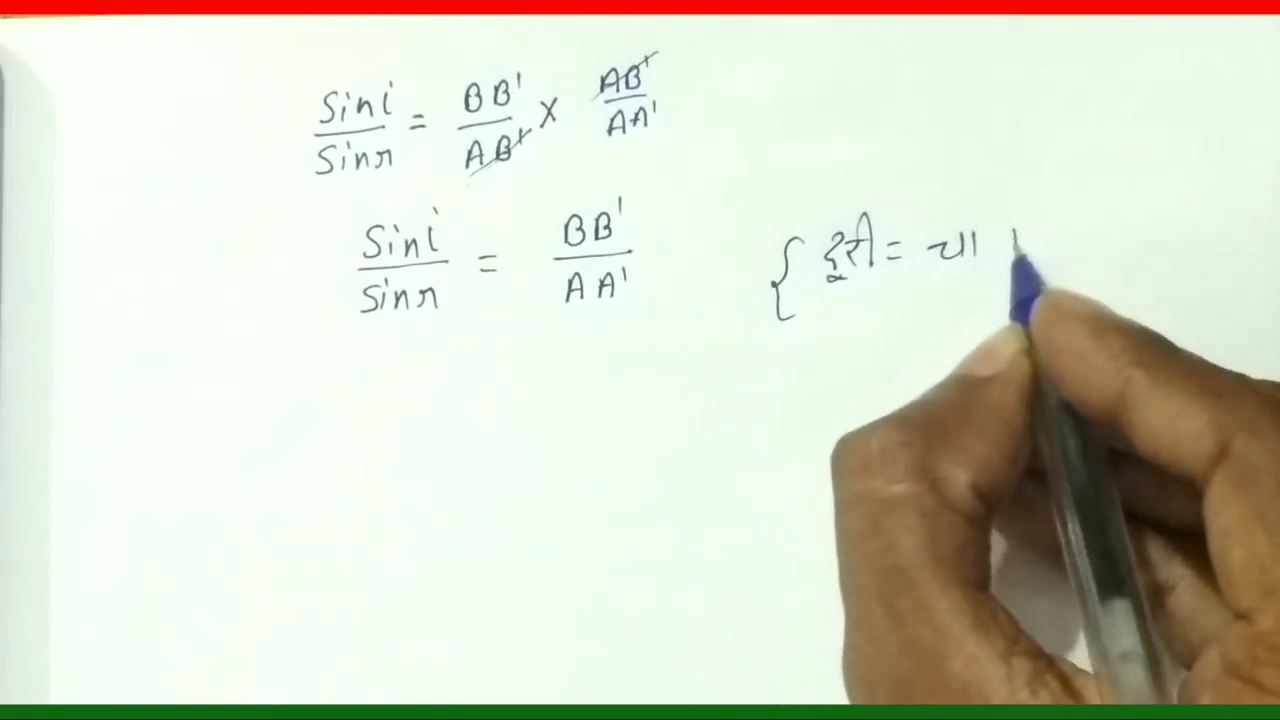 Sin i / Sin r = BB' / AB' × AB' / AA'
Sin i / Sin r = BB' / AA' { दूरी = चा